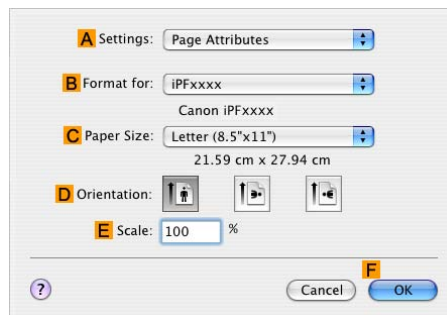 A Settings: Page Attributes
B Format for: iPFxxxx
Canon iPFxxxx
C Paper Size: Letter (8.5"x11")
21.59 cm x 27.94 cm
D Orientation:
E Scale: 100 %
F
? Cancel OK